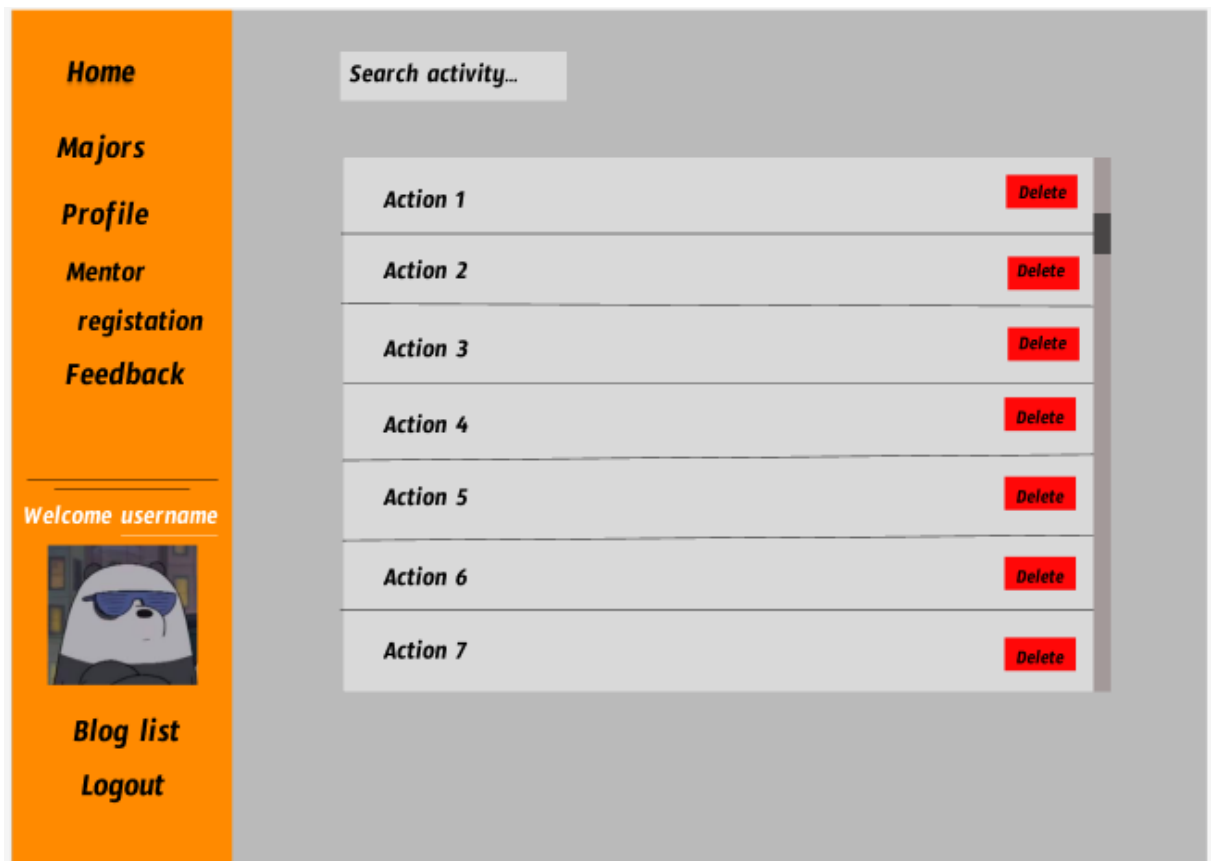 Home
Majors
Profile
Mentor
registation
Feedback
Welcome username
Blog list
Logout
Search activity...
Action 1
Delete
Action 2
Delete
Action 3
Delete
Action 4
Delete
Action 5
Delete
Action 6
Delete
Action 7
Delete